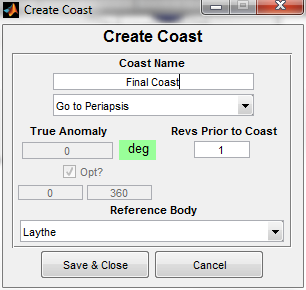 Create Coast
Create Coast
Coast Name
Final Coast
Go to Periapsis
True Anomaly
Revs Prior to Coast
0
deg
1
Opt?
0
360
Reference Body
Laythe
Save & Close
Cancel